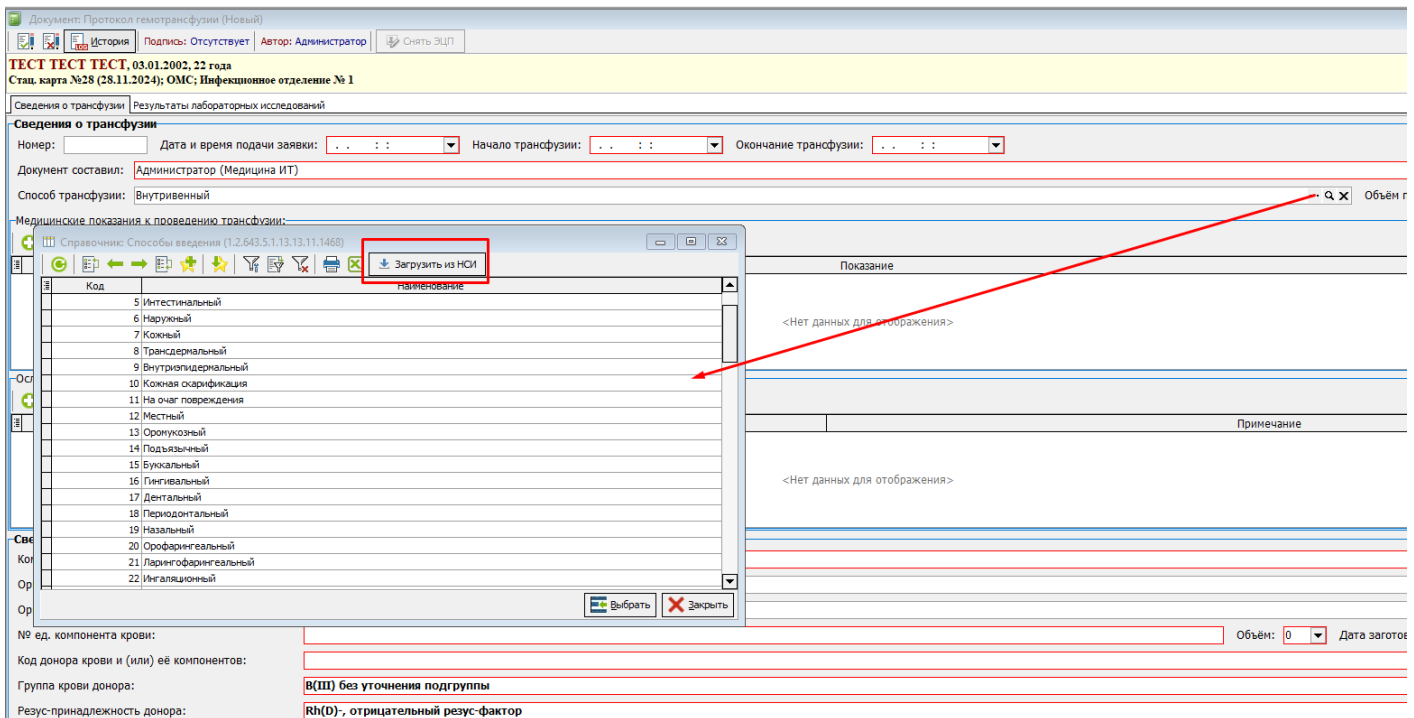 Документ: Протокол гемотрансфузии (Новый)
История Подпись: Отсутствует Автор: Администратор Снять ЭЦП
ТЕСТ ТЕСТ ТЕСТ, 03.01.2002, 22 года
Стац. карта №28 (28.11.2024); ОМС; Инфекционное отделение № 1
Сведения о трансфузии Результаты лабораторных исследований
Сведения о трансфузии
Номер: Дата и время подачи заявки: . . : : Начало трансфузии: . . : : Окончание трансфузии: . . : :
Документ составил: Администратор (Медицина ИТ)
Способ трансфузии: Внутривенный Объём п
Медицинские показания к проведению трансфузии:
Справочник: Способы введения (1.2.643.5.1.13.13.11.1468)
Загрузить из НСИ
Показание
Код Наименование
5 Интестинальный
6 Наружный
<Нет данных для отображения>
7 Кожный
8 Трансдермальный
9 Внутриэпидермальный
Осл
10 Кожная скарификация
11 На очаг повреждения
12 Местный
Примечание
13 Оромукозный
14 Подъязычный
15 Буккальный
16 Гингивальный
<Нет данных для отображения>
17 Дентальный
18 Периодонтальный
19 Назальный
Све
20 Орофарингеальный
Ком
21 Ларингофарингеальный
22 Ингаляционный
Ор
Выбрать Закрыть
Ор
№ ед. компонента крови: Объём: 0 Дата заготов
Код донора крови и (или) её компонентов:
Группа крови донора: B(III) без уточнения подгруппы
Резус-принадлежность донора: Rh(D)-, отрицательный резус-фактор